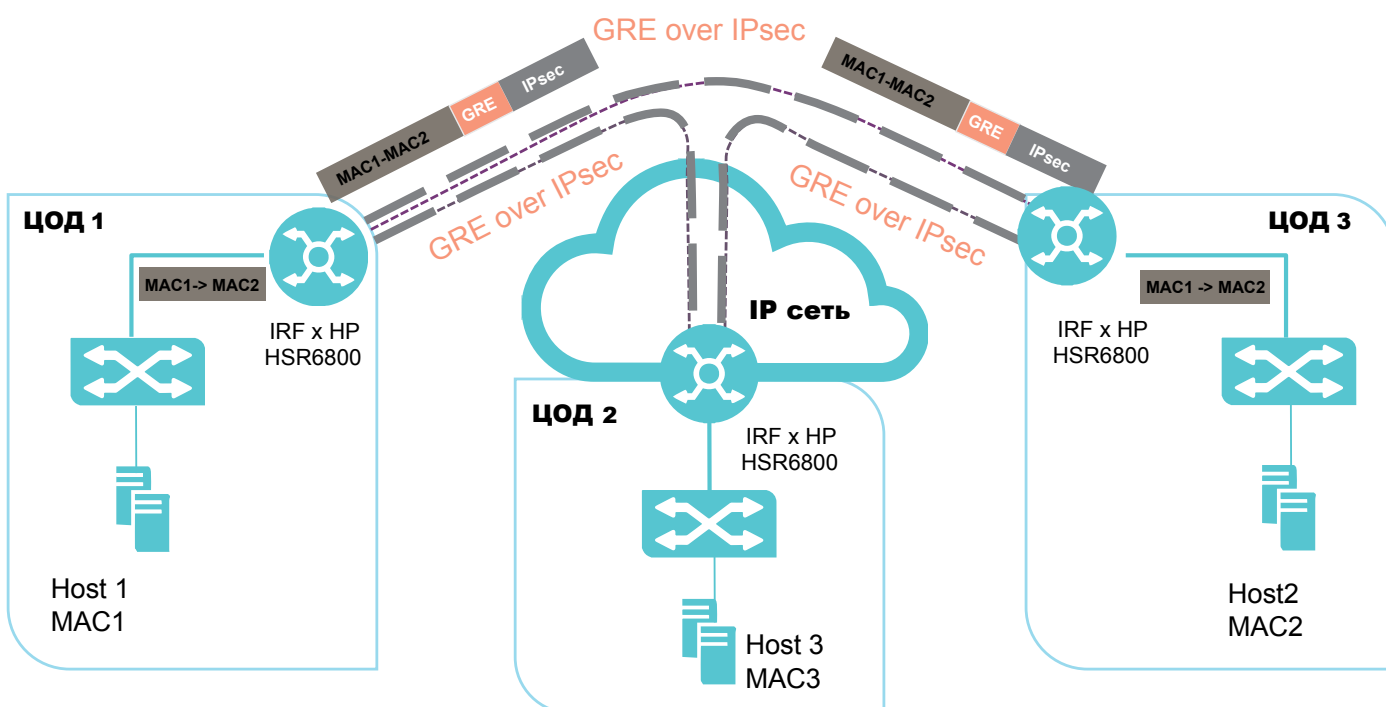 GRE over IPsec
MAC1-MAC2
GRE
IPsec
MAC1-MAC2
GRE
IPsec
GRE over IPsec
GRE over IPsec
ЦОД 1
ЦОД 3
MAC1-> MAC2
MAC1 -> MAC2
IP сеть
IRF x HP
HSR6800
IRF x HP
HSR6800
ЦОД 2
IRF x HP
HSR6800
Host 1
MAC1
Host2
MAC2
Host 3
MAC3